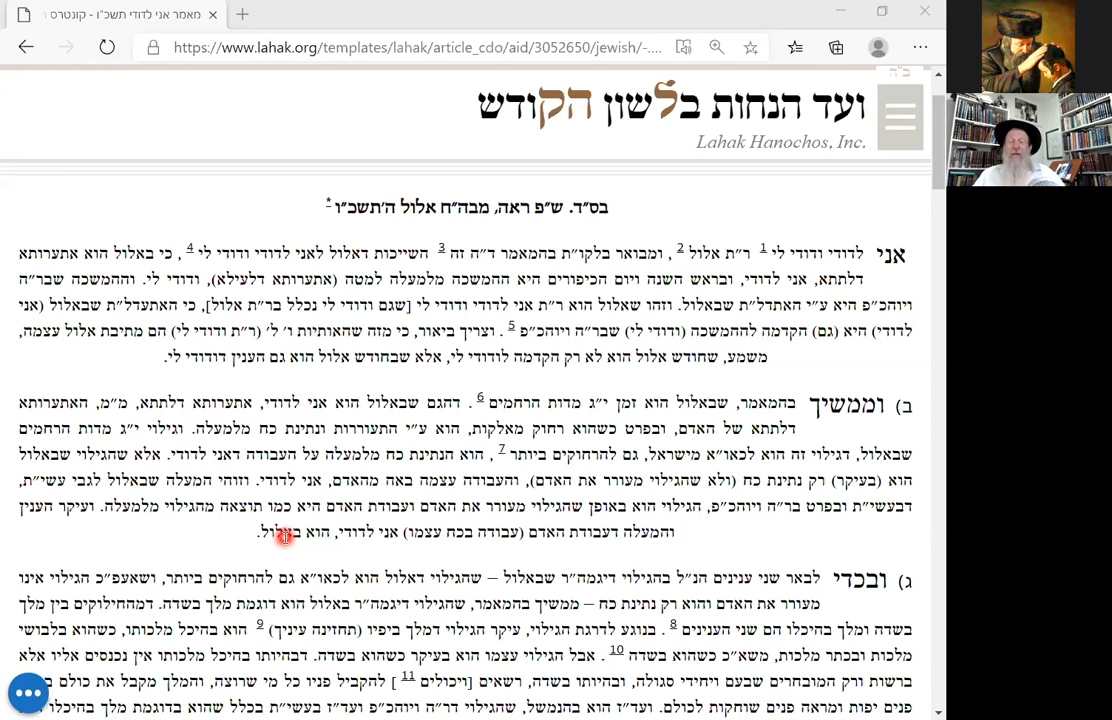 מאמר אני לדודי תשכ"ו - קונטרס
https://www.lahak.org/templates/lahak/article_cdo/aid/3052650/jewish/-....
ב"ה
ועד הנחות בלשון הקודש
Lahak Hanochos, Inc.
בס"ד. ש"פ ראה, מבה"ח אלול ה'תשכ"ו *
אני לדודי ודודי לי 1 ר"ת אלול 2, ומבואר בלקו"ת בהמאמר ד"ה זה 3 השייכות דאלול לאני לדודי ודודי לי 4, כי באלול הוא אתערותא
דלתתא, אני לדודי, ובראש השנה ויום הכיפורים היא ההמשכה מלמעלה למטה (אתערותא דלעילא), ודודי לי. וההמשכה שבר"ה
ויוהכ"פ היא ע"י האתדל"ת שבאלול. וזהו שאלול הוא ר"ת אני לדודי ודודי לי [שגם ודודי לי נכלל בר"ת אלול], כי האתעדל"ת שבאלול (אני
לדודי) היא (גם) הקדמה לההמשכה (ודודי לי) שבר"ה ויוהכ"פ 5. וצריך ביאור, כי מזה שהאותיות ו' ל' (ר"ת ודודי לי) הם מתיבת אלול עצמה,
משמע, שחודש אלול הוא לא רק הקדמה לודודי לי, אלא שבחודש אלול הוא גם הענין דודודי לי.
ב) וממשיך בהמאמר, שבאלול הוא זמן י"ג מדות הרחמים 6. דהגם שבאלול הוא אני לדודי, אתערותא דלתתא, מ"מ, האתערותא
דלתתא של האדם, ובפרט כשהוא רחוק מאלקות, הוא ע"י התעוררות ונתינת כח מלמעלה. וגילוי י"ג מדות הרחמים
שבאלול, דגילוי זה הוא לכאו"א מישראל, גם להרחוקים ביותר 7, הוא הנתינת כח מלמעלה על העבודה דאני לדודי. אלא שהגילוי שבאלול
הוא (בעיקר) רק נתינת כח (ולא שהגילוי מעורר את האדם), והעבודה עצמה באה מהאדם, אני לדודי. וזוהי המעלה שבאלול לגבי עשי"ת,
דבעשי"ת ובפרט בר"ה ויוהכ"פ, הגילוי הוא באופן שהגילוי מעורר את האדם ועבודת האדם היא כמו תוצאה מהגילוי מלמעלה. ועיקר הענין
והמעלה דעבודת האדם (עבודה בכח עצמו) אני לדודי, הוא באלול.
ג) ובכדי לבאר שני ענינים הנ"ל בהגילוי דיגמה"ר שבאלול – שהגילוי דאלול הוא לכאו"א גם להרחוקים ביותר, ושאעפ"כ הגילוי אינו
מעורר את האדם והוא רק נתינת כח – ממשיך בהמאמר, שהגילוי דיגמה"ר באלול הוא דוגמת מלך בשדה. דמהחילוקים בין מלך
בשדה ומלך בהיכלו הם שני הענינים 8. בנוגע לדרגת הגילוי, עיקר הגילוי דמלך ביפיו (תחזינה עיניך) 9 הוא בהיכל מלכותו, כשהוא בלבושי
מלכות ובכתר מלכות, משא"כ כשהוא בשדה 10. אבל הגילוי עצמו הוא בעיקר כשהוא בשדה. דבהיותו בהיכל מלכותו אין נכנסים אליו אלא
ברשות ורק המובחרים שבעם ויחידי סגולה, ובהיותו בשדה, רשאים [ויכולים 11] להקביל פניו כל מי שרוצה, והמלך מקבל את כולם בסבר
פנים יפות ומראה פנים שוחקות לכולם. ועד"ז הוא בהנמשל, שהגילוי דר"ה ויוהכ"פ ועד"ז בעשי"ת בכלל שהוא בדוגמת מלך בהיכלו